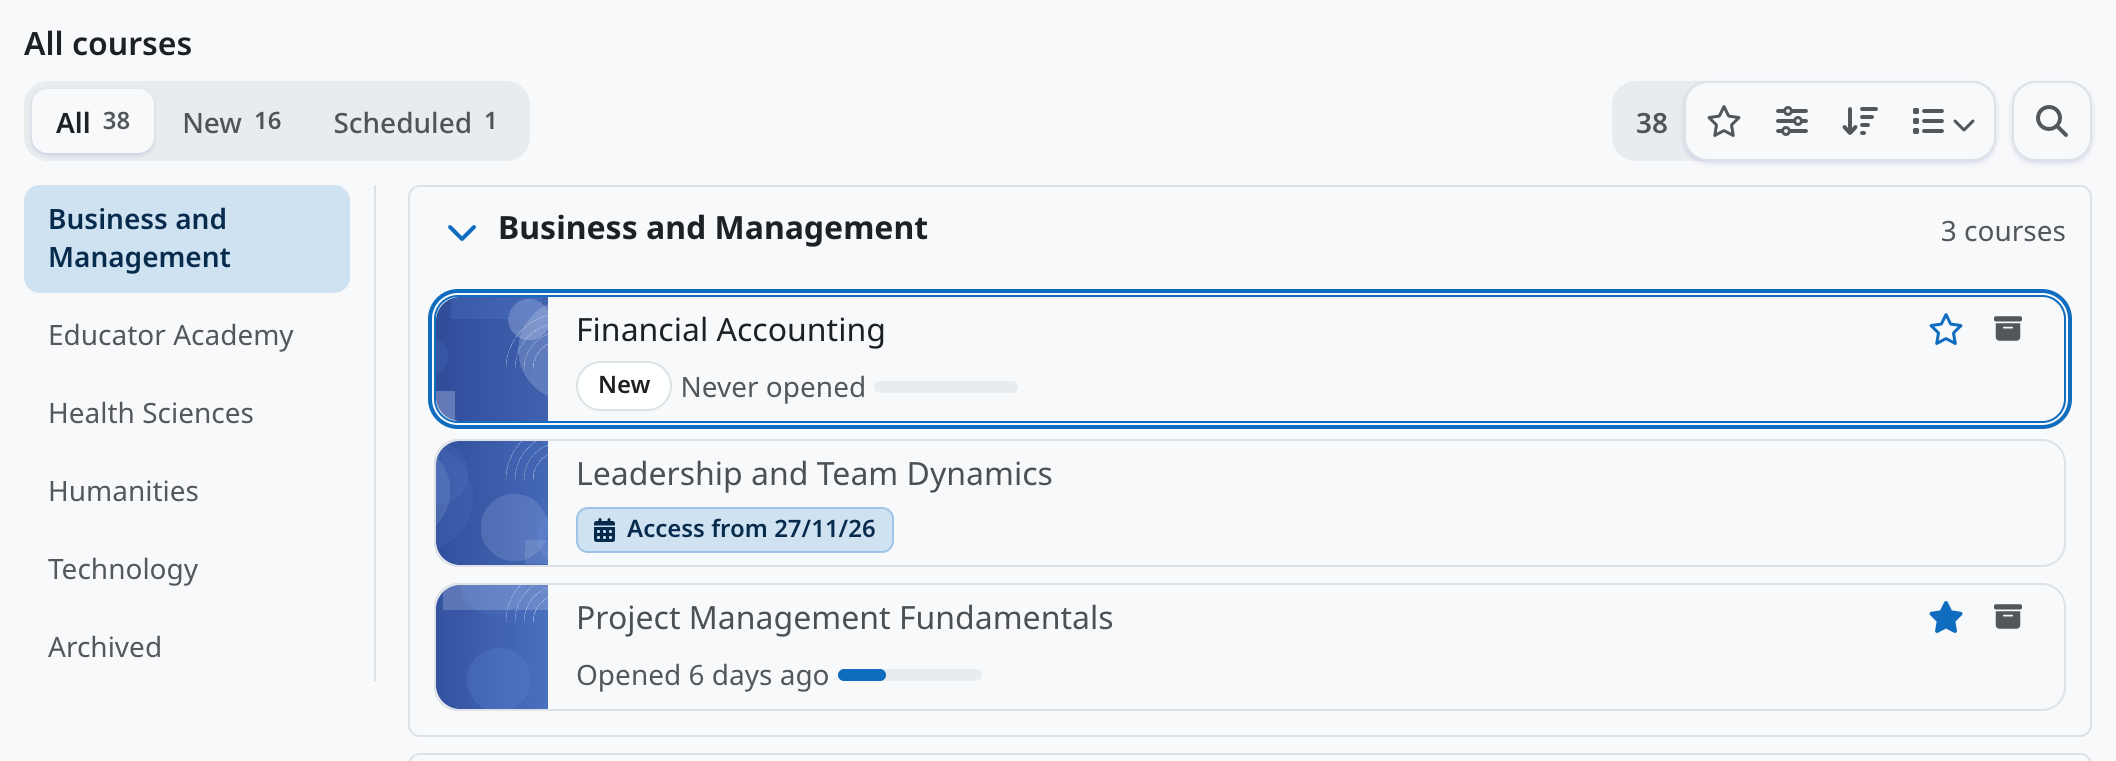 All courses
All 38
New 16
Scheduled 1
38
Business and
Management
Educator Academy
Health Sciences
Humanities
Technology
Archived
Business and Management
3 courses
Financial Accounting
New
Never opened
Leadership and Team Dynamics
Access from 27/11/26
Project Management Fundamentals
Opened 6 days ago